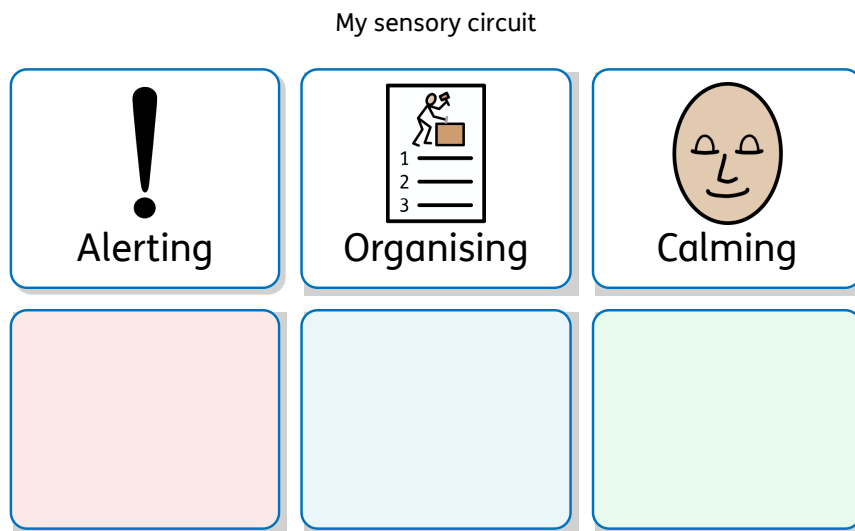 My sensory circuit
Alerting
1
2
3
Organising
Calming